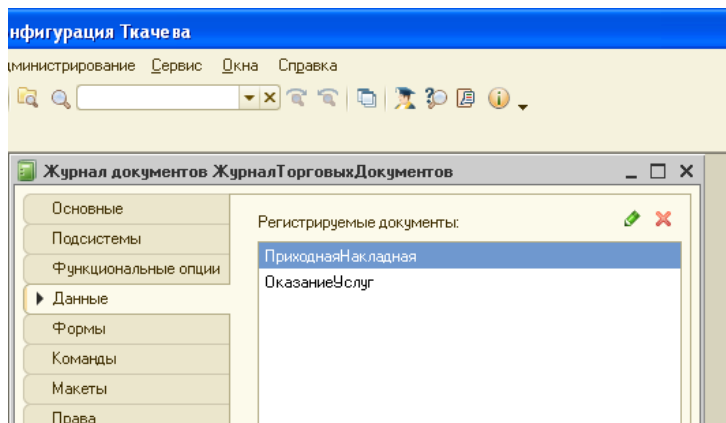 нфигурация Ткачева
дминистрирование Сервис Окна Справка
Журнал документов ЖурналТорговыхДокументов
Основные
Подсистемы
Функциональные опции
Данные
Формы
Команды
Макеты
Права
Регистрируемые документы:
ПриходнаяНакладная
ОказаниеУслуг